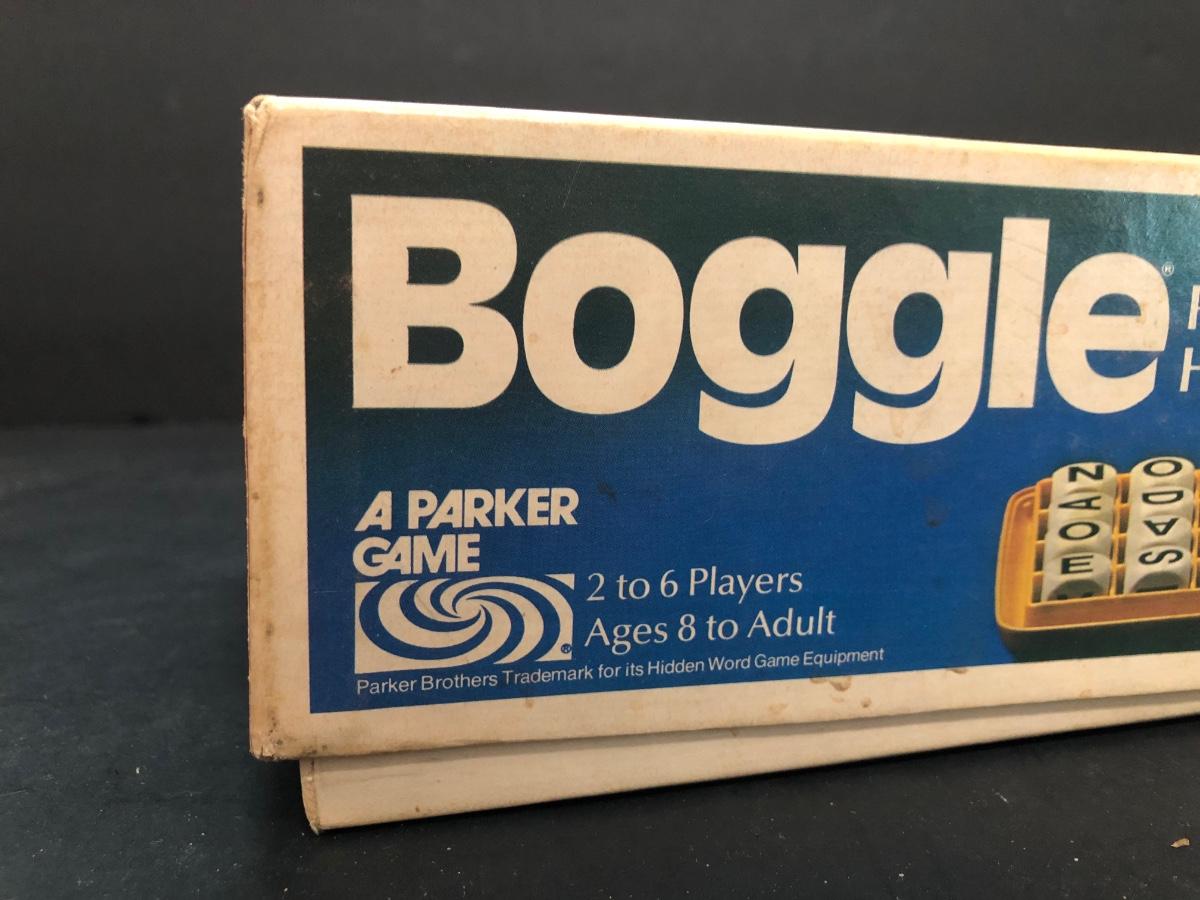 Boggle®
A PARKER
GAME
®
2 to 6 Players
Ages 8 to Adult
Parker Brothers Trademark for its Hidden Word Game Equipment
N O
A D
O A
E S